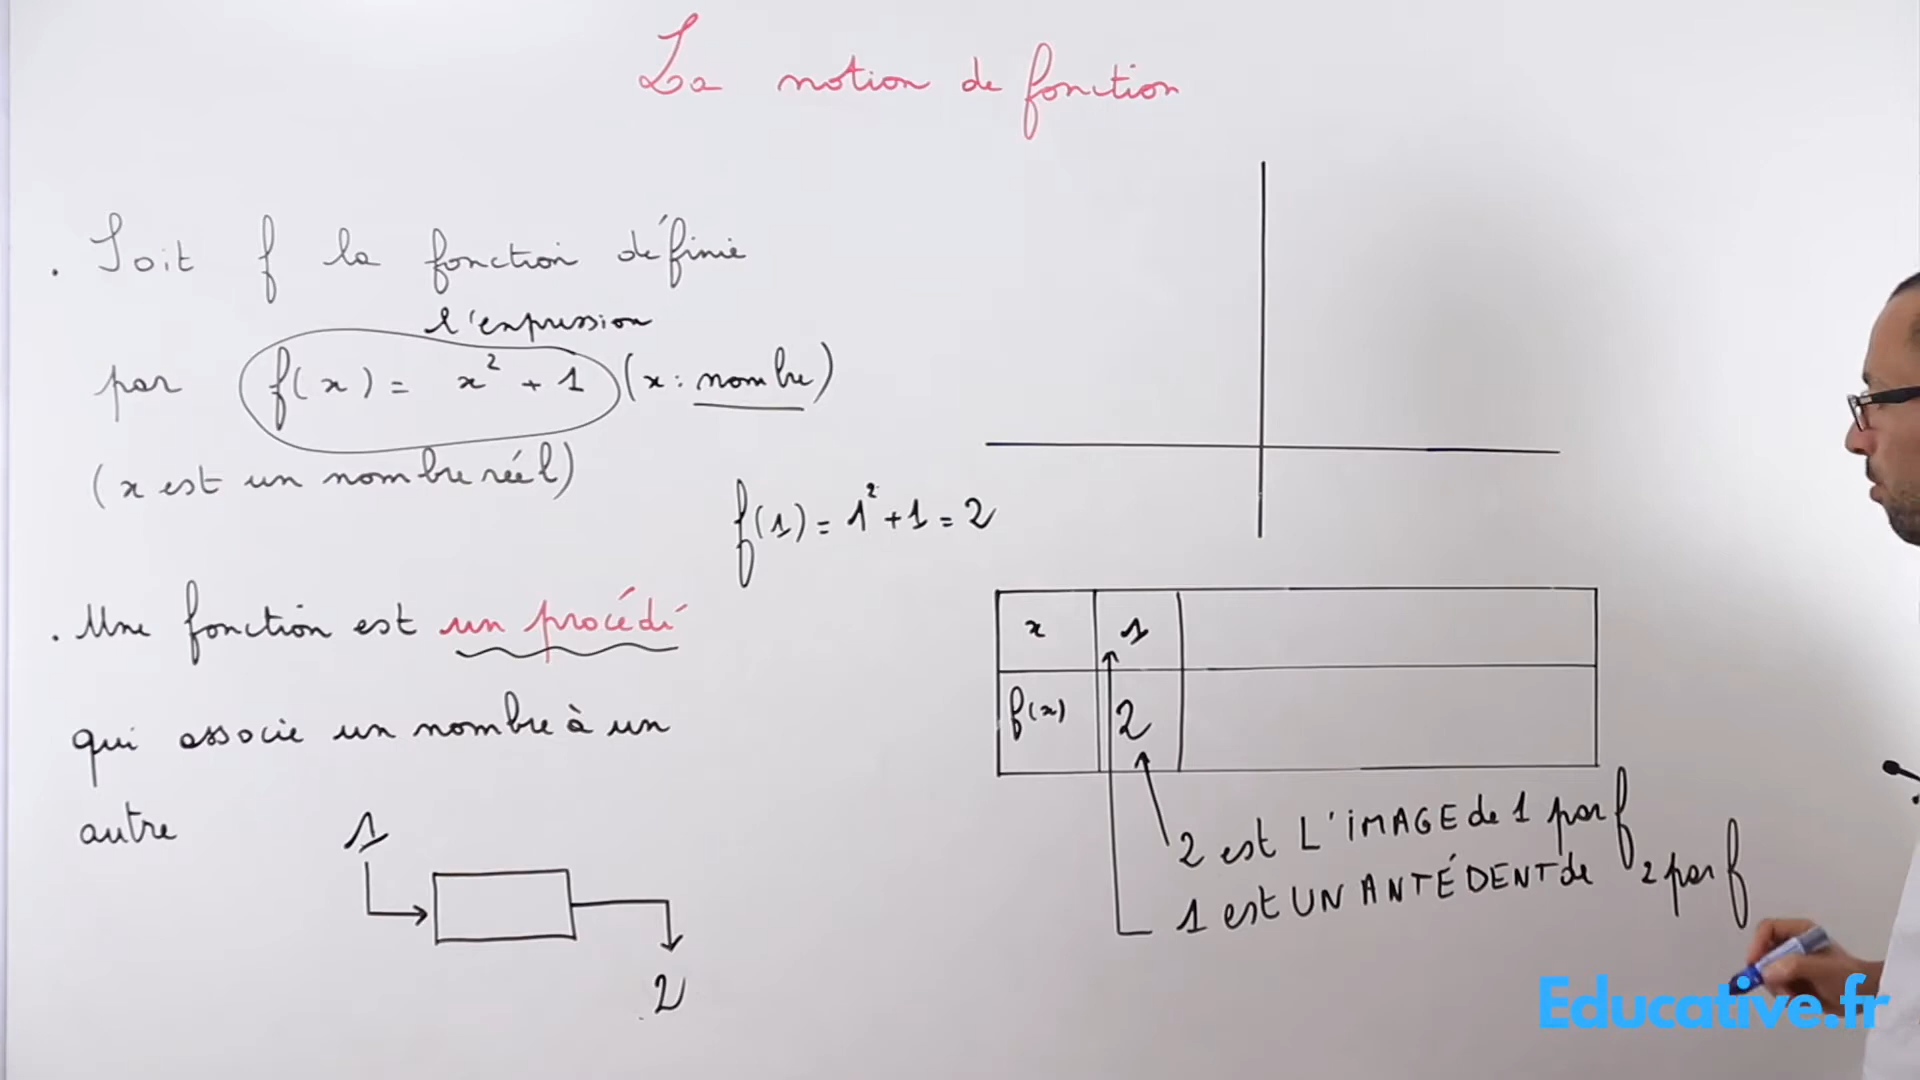 La notion de fonction
. Soit f la fonction définie
l'expression
par f(x) = x² + 1 (x : nombre)
(x est un nombre réel)
f(1) = 1² + 1 = 2
. Une fonction est un procédé
qui associe un nombre à un
autre
1
2
x 1
f(x) 2
2 est L'IMAGE de 1 par f
1 est UN ANTÉDENT de 2 par f
Educative.fr